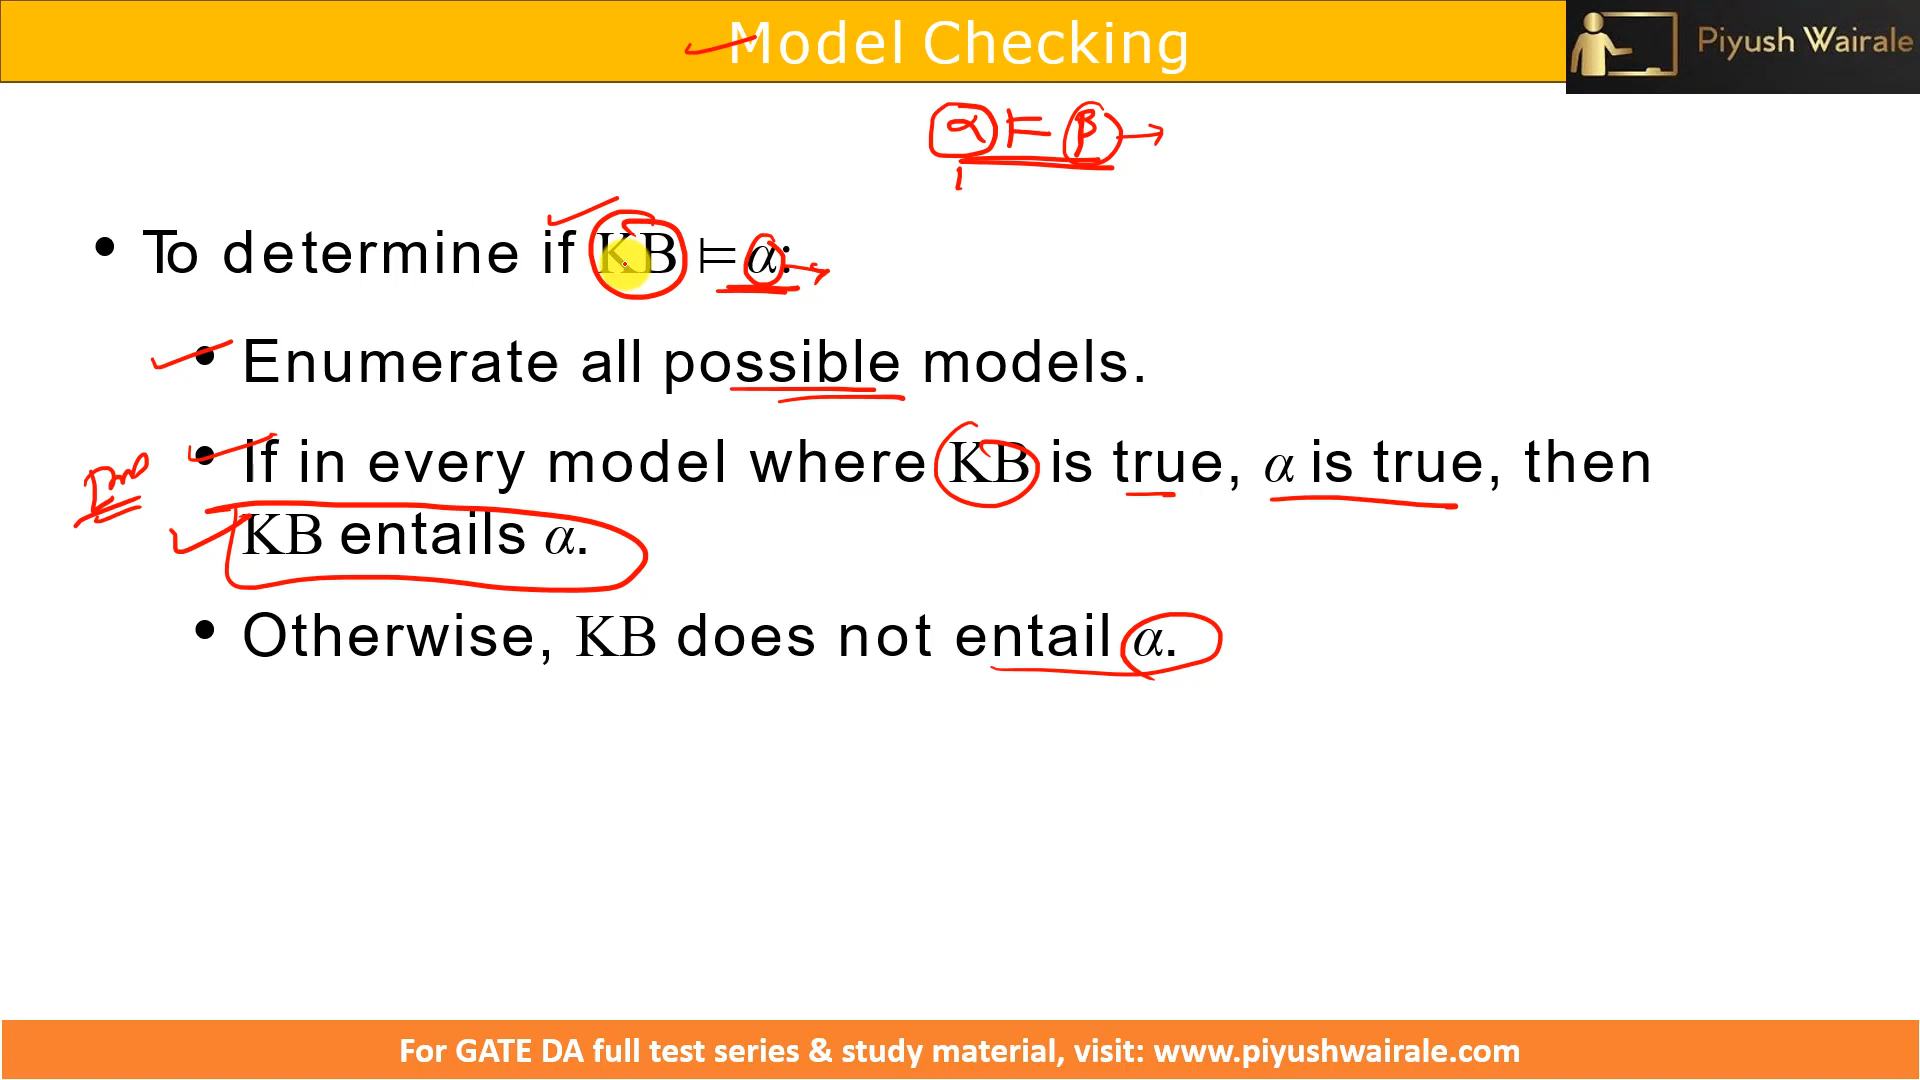 Model Checking
Piyush Wairale
α ⊨ β →
• To determine if KB ⊨ α: →
• Enumerate all possible models.
• If in every model where KB is true, α is true, then
KB entails α.
• Otherwise, KB does not entail α.
For GATE DA full test series & study material, visit: www.piyushwairale.com